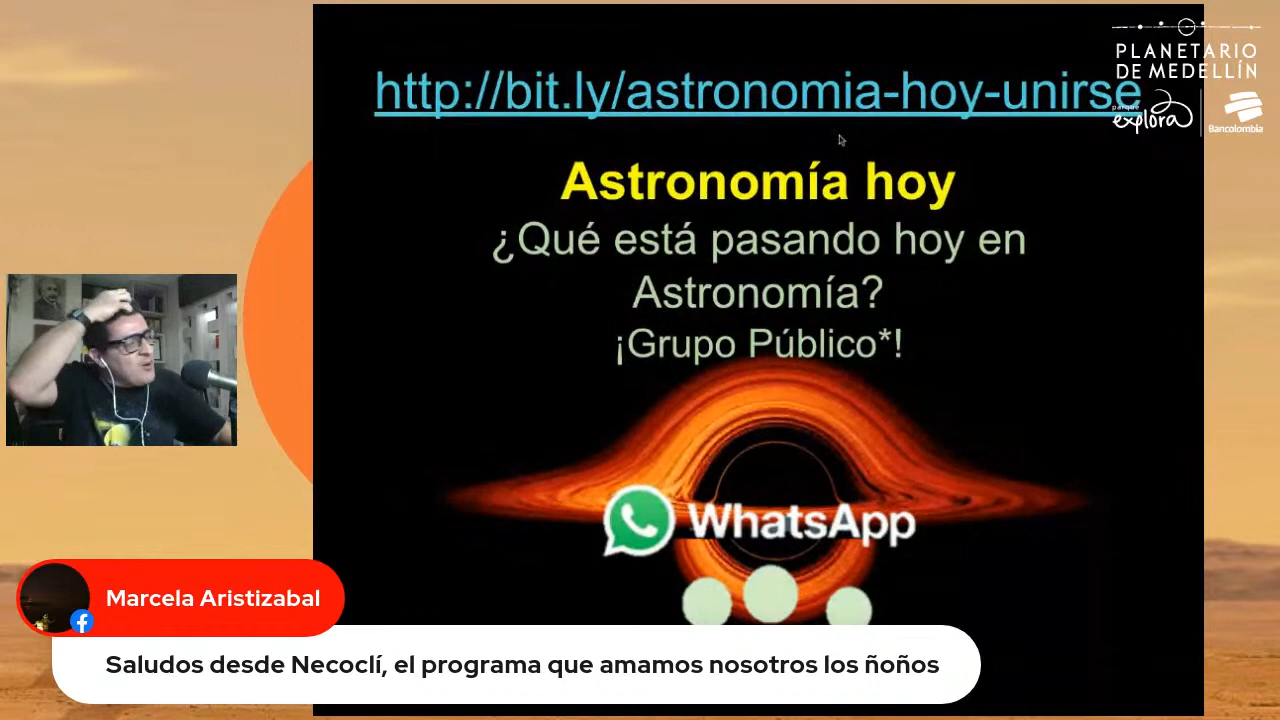 http://bit.ly/astronomia-hoy-unirse
PLANETARIO
DE MEDELLÍN
parque
explora
Bancolombia
Astronomía hoy
¿Qué está pasando hoy en
Astronomía?
¡Grupo Público*!
WhatsApp
Marcela Aristizabal
Saludos desde Necoclí, el programa que amamos nosotros los ñoños